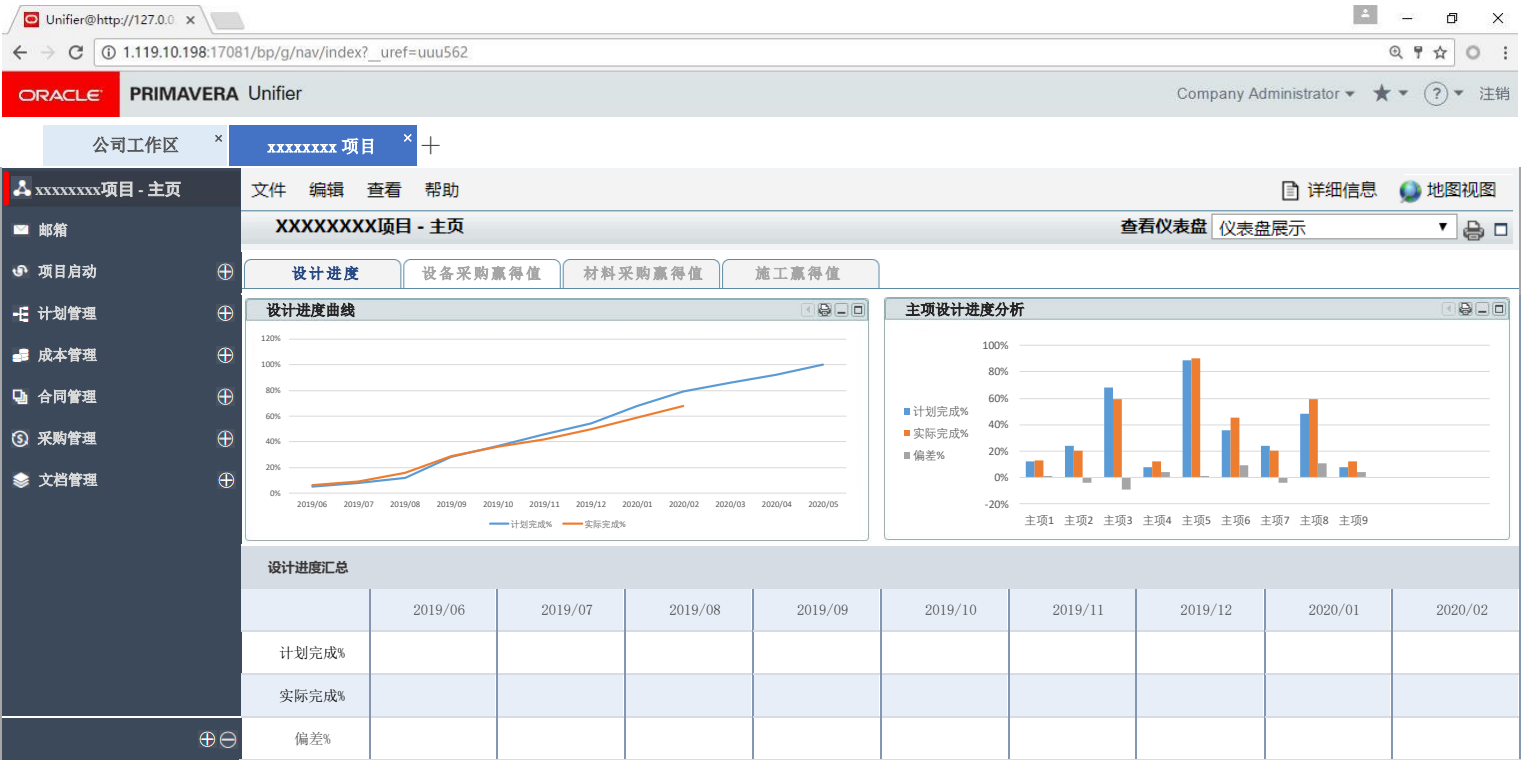 Unifier@http://127.0.0
1.119.10.198:17081/bp/g/nav/index?__uref=uuu562
ORACLE PRIMAVERA Unifier Company Administrator 注销
公司工作区 xxxxxxxx 项目
xxxxxxxx项目 - 主页
邮箱
项目启动
计划管理
成本管理
合同管理
采购管理
文档管理
文件 编辑 查看 帮助 详细信息 地图视图
XXXXXXXX项目 - 主页 查看仪表盘 仪表盘展示
设计进度 设备采购赢得值 材料采购赢得值 施工赢得值
设计进度曲线
120%
100%
80%
60%
40%
20%
0%
2019/06 2019/07 2019/08 2019/09 2019/10 2019/11 2019/12 2020/01 2020/02 2020/03 2020/04 2020/05
计划完成% 实际完成%
主项设计进度分析
100%
80%
60%
40%
20%
0%
-20%
计划完成%
实际完成%
偏差%
主项1 主项2 主项3 主项4 主项5 主项6 主项7 主项8 主项9
设计进度汇总
2019/06 2019/07 2019/08 2019/09 2019/10 2019/11 2019/12 2020/01 2020/02
计划完成%
实际完成%
偏差%